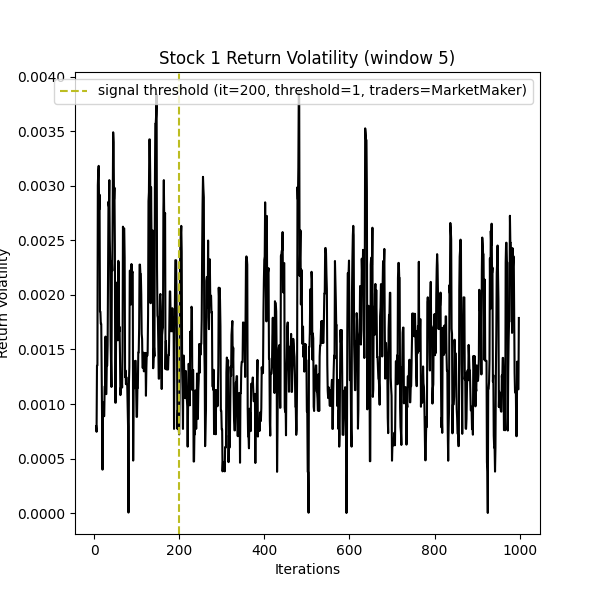 Stock 1 Return Volatility (window 5)
signal threshold (it=200, threshold=1, traders=MarketMaker)
Return Volatility
0.0040
0.0035
0.0030
0.0025
0.0020
0.0015
0.0010
0.0005
0.0000
0 200 400 600 800 1000
Iterations